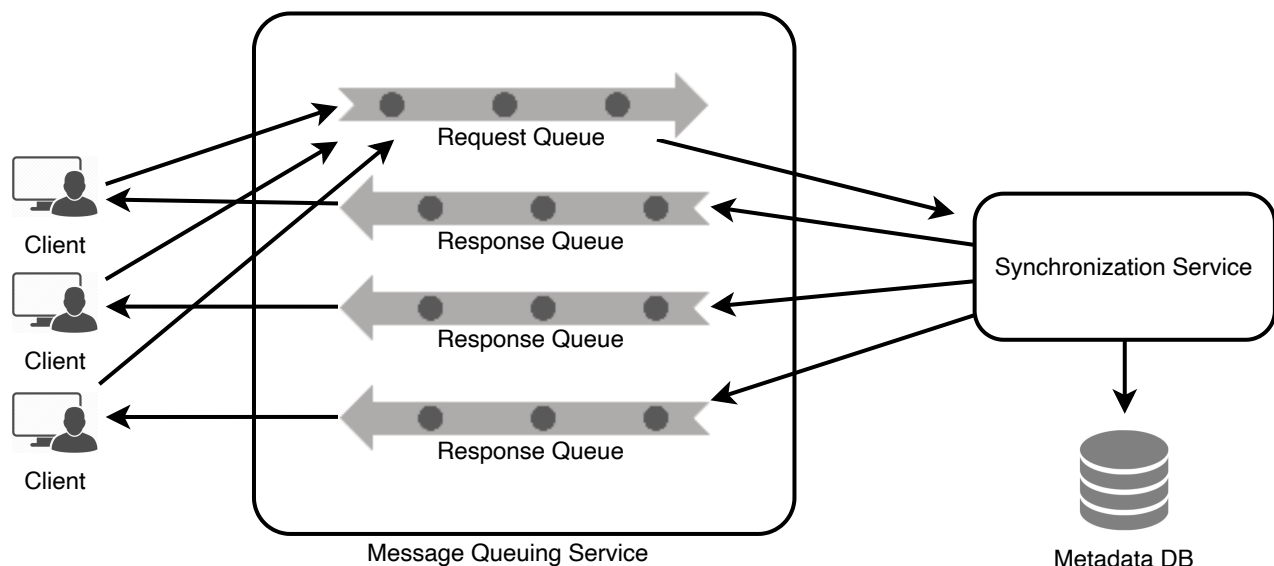 Request Queue
Client
Response Queue
Synchronization Service
Client
Response Queue
Client
Response Queue
Message Queuing Service
Metadata DB